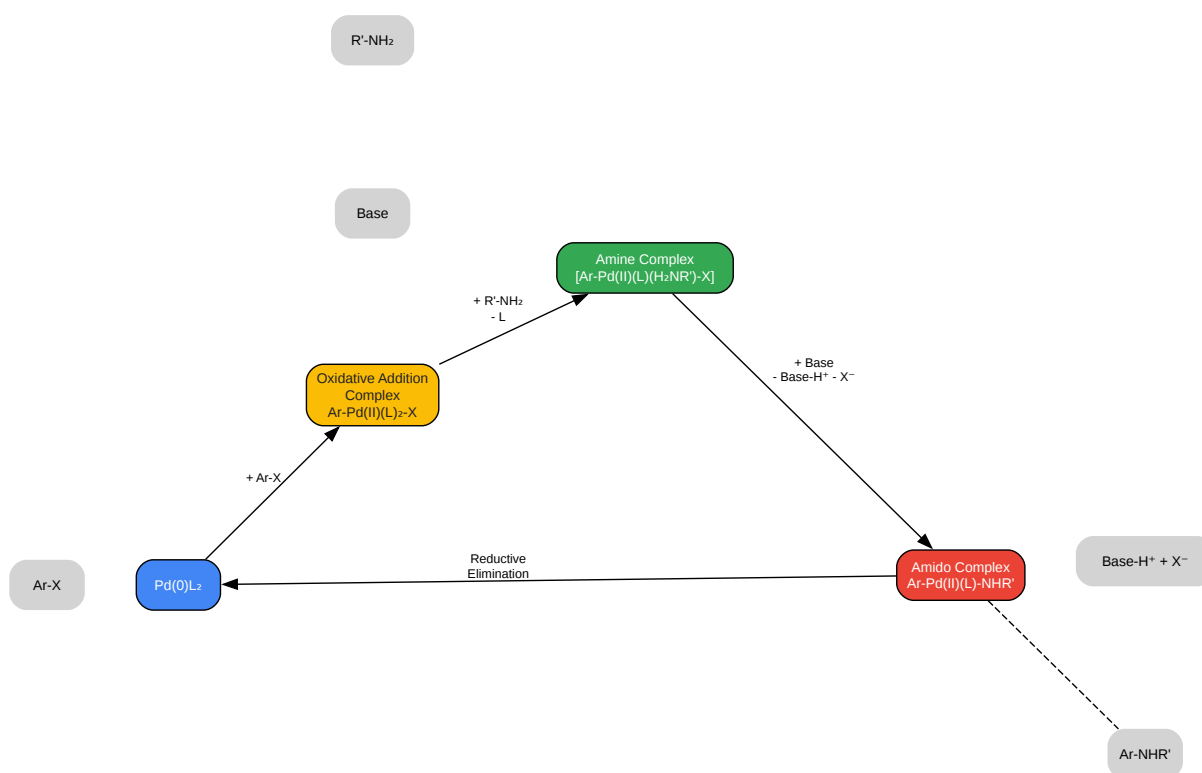 R'-NH₂
Base
Amine Complex
[Ar-Pd(II)(L)(H₂NR')-X]
+ R'-NH₂
- L
+ Base
- Base-H⁺ - X⁻
Oxidative Addition
Complex
Ar-Pd(II)(L)₂-X
+ Ar-X
Reductive
Elimination
Ar-X
Pd(0)L₂
Amido Complex
Ar-Pd(II)(L)-NHR'
Base-H⁺ + X⁻
Ar-NHR'